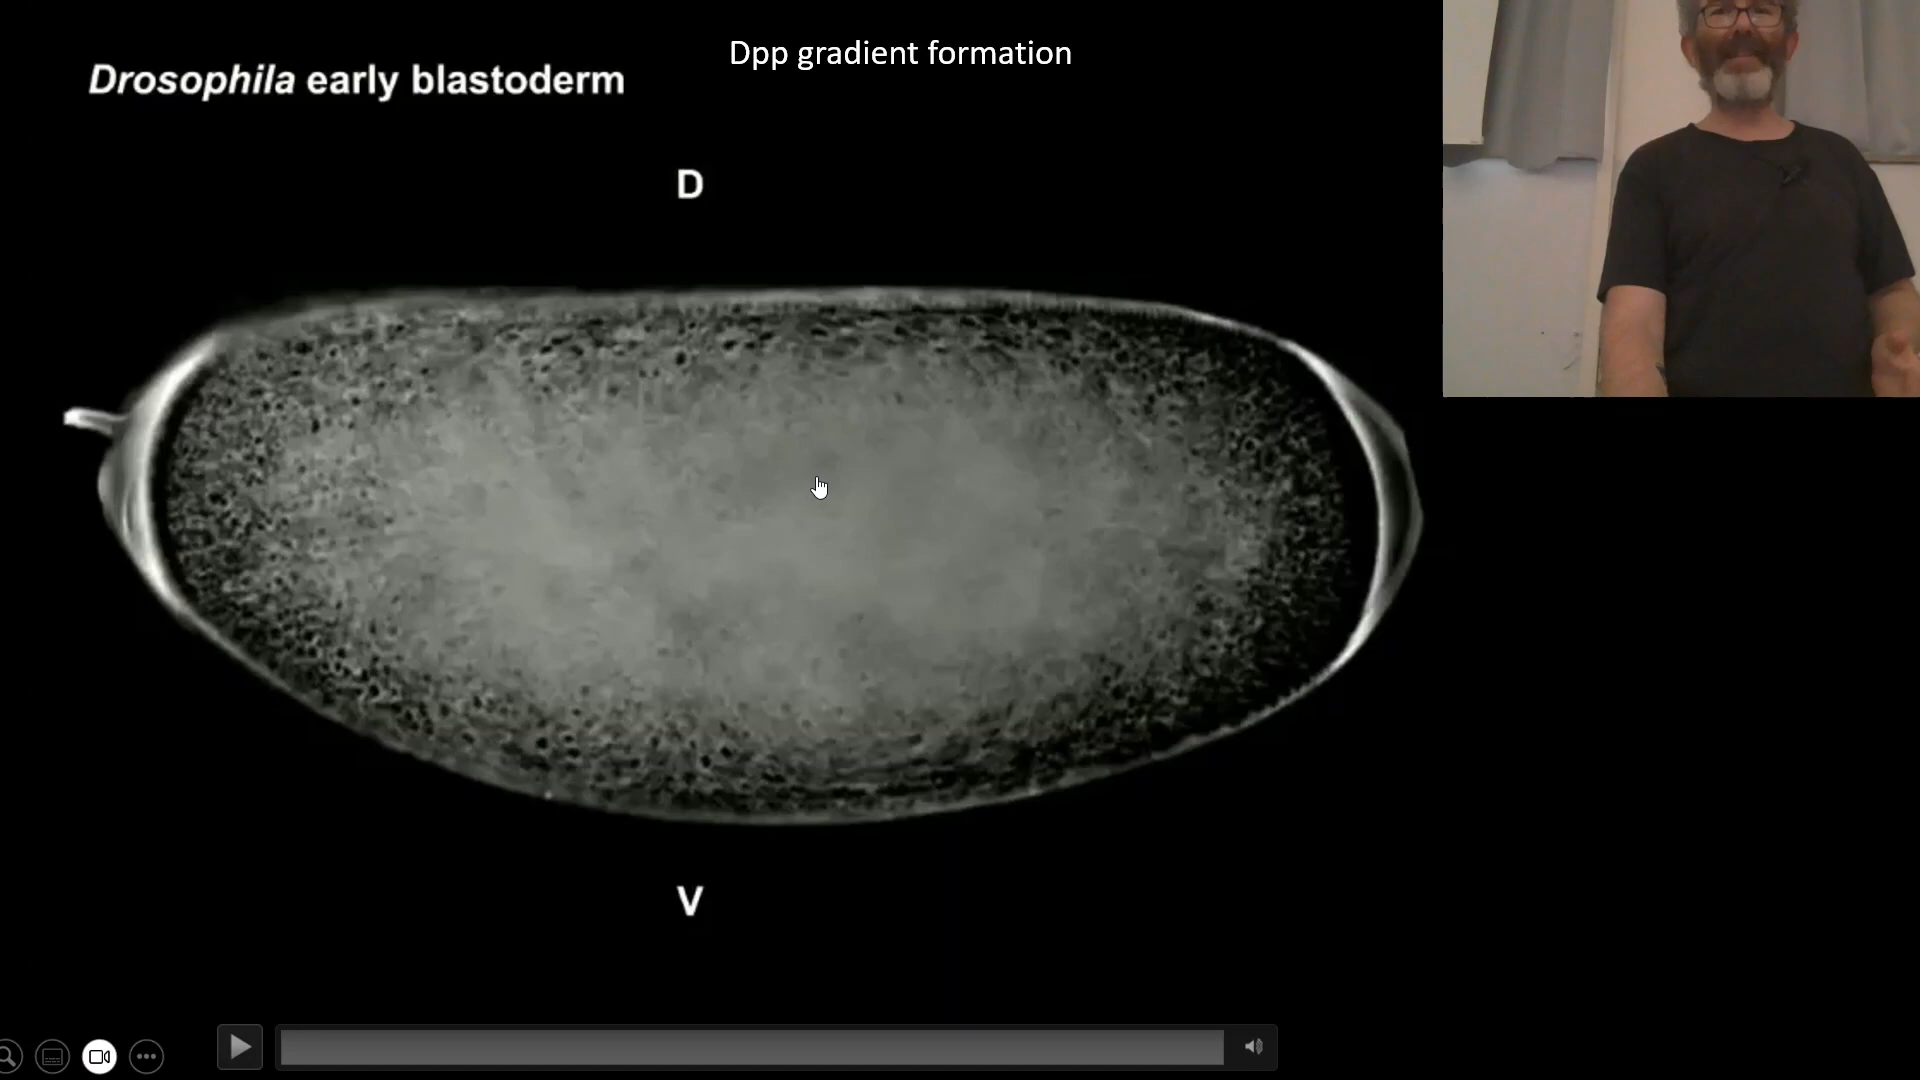 Dpp gradient formation
Drosophila early blastoderm
D
V